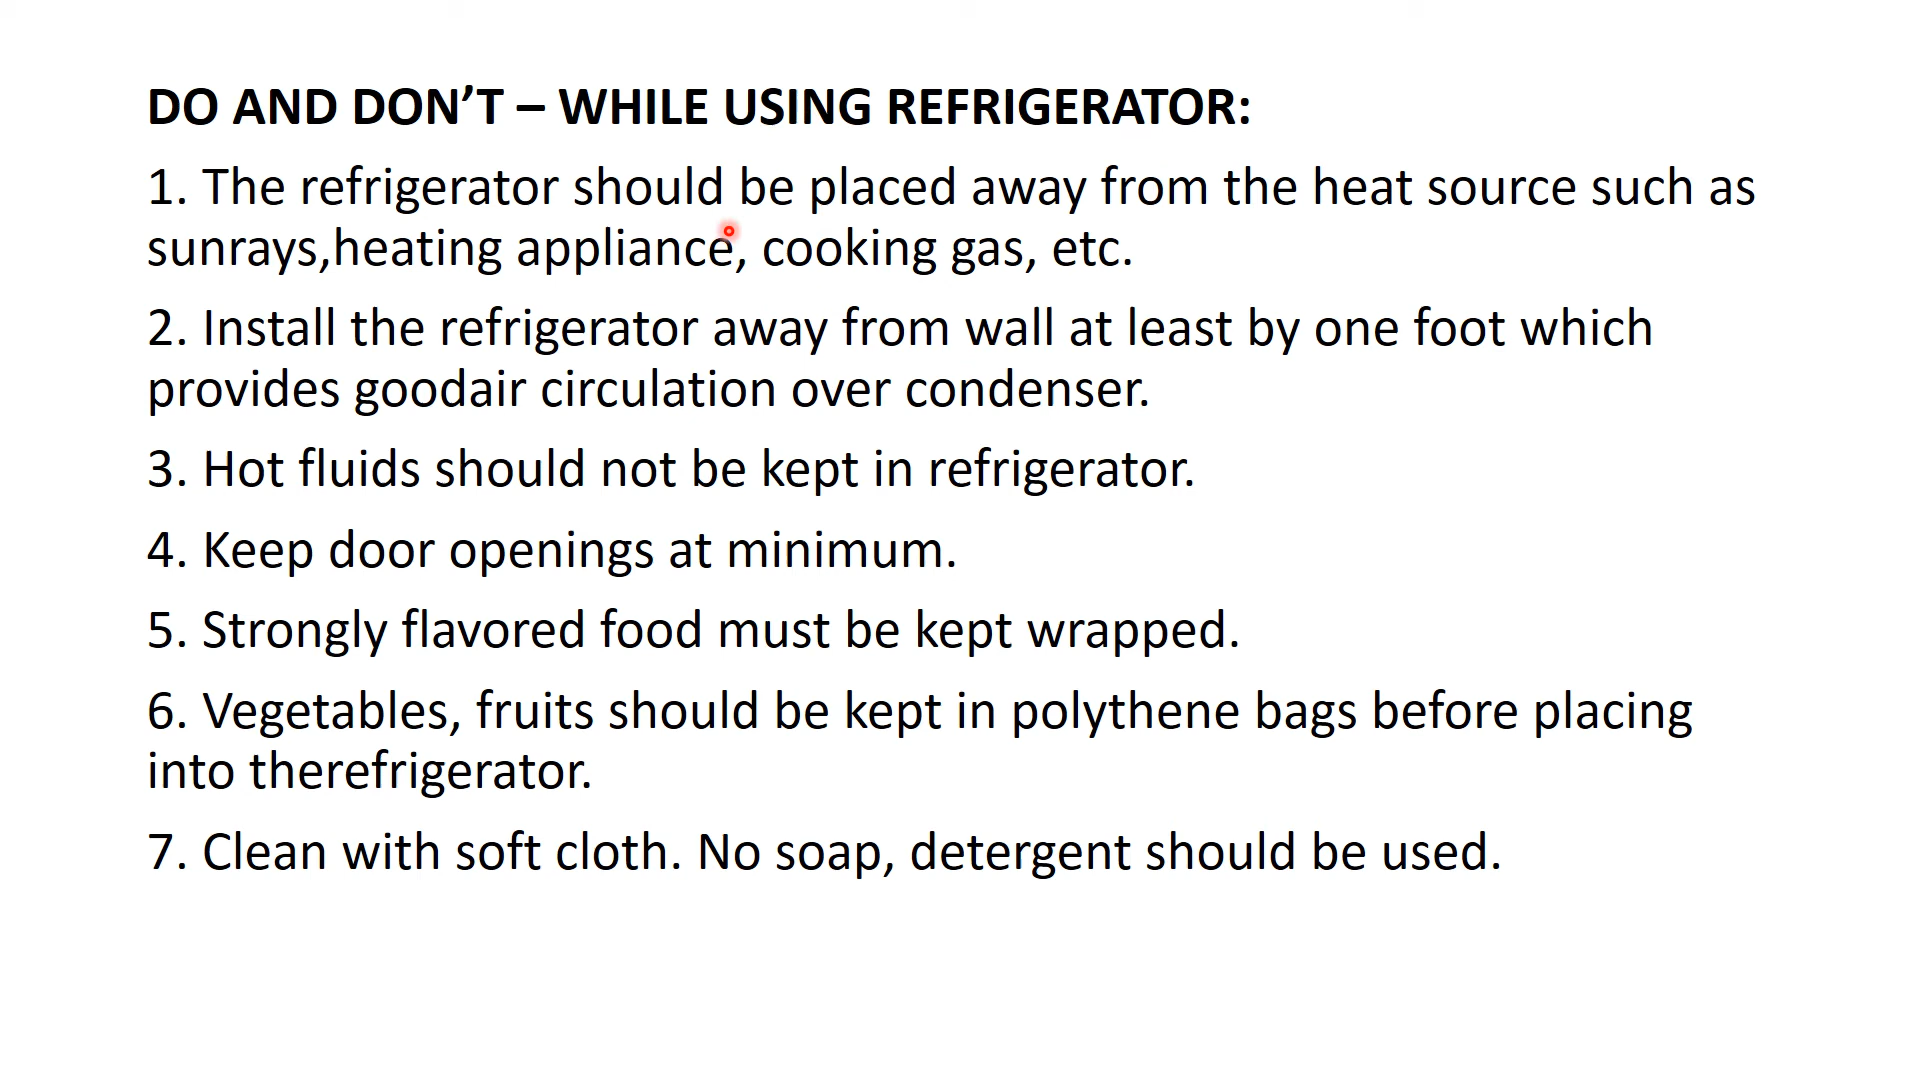 DO AND DON’T – WHILE USING REFRIGERATOR:
1. The refrigerator should be placed away from the heat source such as
sunrays,heating appliance, cooking gas, etc.
2. Install the refrigerator away from wall at least by one foot which
provides goodair circulation over condenser.
3. Hot fluids should not be kept in refrigerator.
4. Keep door openings at minimum.
5. Strongly flavored food must be kept wrapped.
6. Vegetables, fruits should be kept in polythene bags before placing
into therefrigerator.
7. Clean with soft cloth. No soap, detergent should be used.